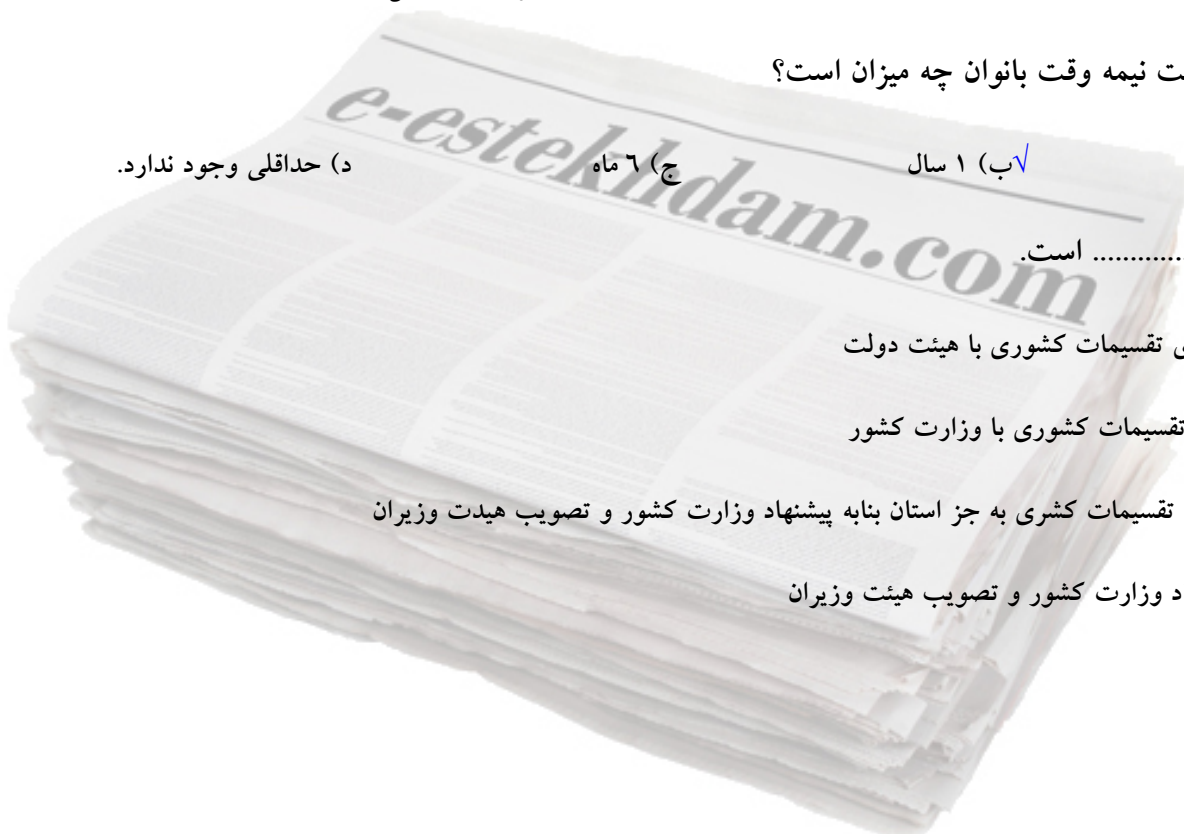 ت نیمه وقت بانوان چه میزان است؟
√ب) ۱ سال ج) ٦ ماه د) حداقلی وجود ندارد.
............ است.
ی تقسیمات کشوری با هیئت دولت
تقسیمات کشوری با وزارت کشور
تقسیمات کشری به جز استان بنابه پیشنهاد وزارت کشور و تصویب هیدت وزیران
اد وزارت کشور و تصویب هیئت وزیران
e-estekhdam.com